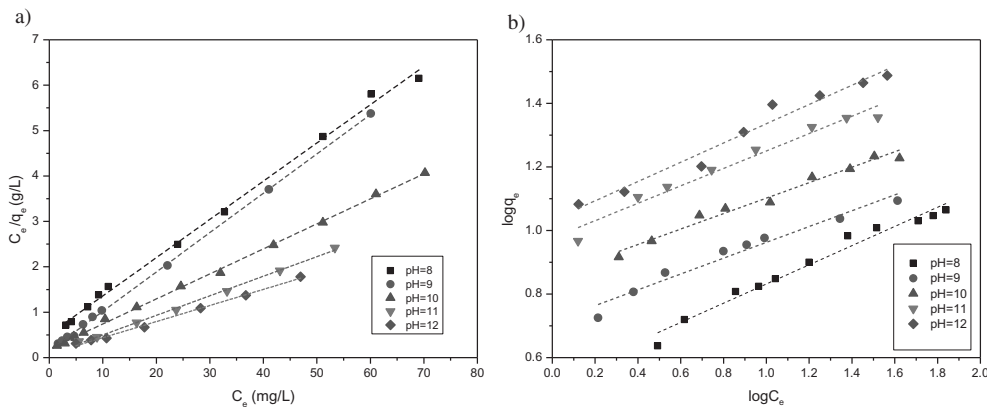 a)
7
6
5
4
3
2
1
0
C_e/q_e (g/L)
0 10 20 30 40 50 60 70 80
C_e (mg/L)
pH=8
pH=9
pH=10
pH=11
pH=12
b)
1.6
1.4
1.2
1.0
0.8
0.6
logq_e
0.0 0.2 0.4 0.6 0.8 1.0 1.2 1.4 1.6 1.8 2.0
logC_e
pH=8
pH=9
pH=10
pH=11
pH=12